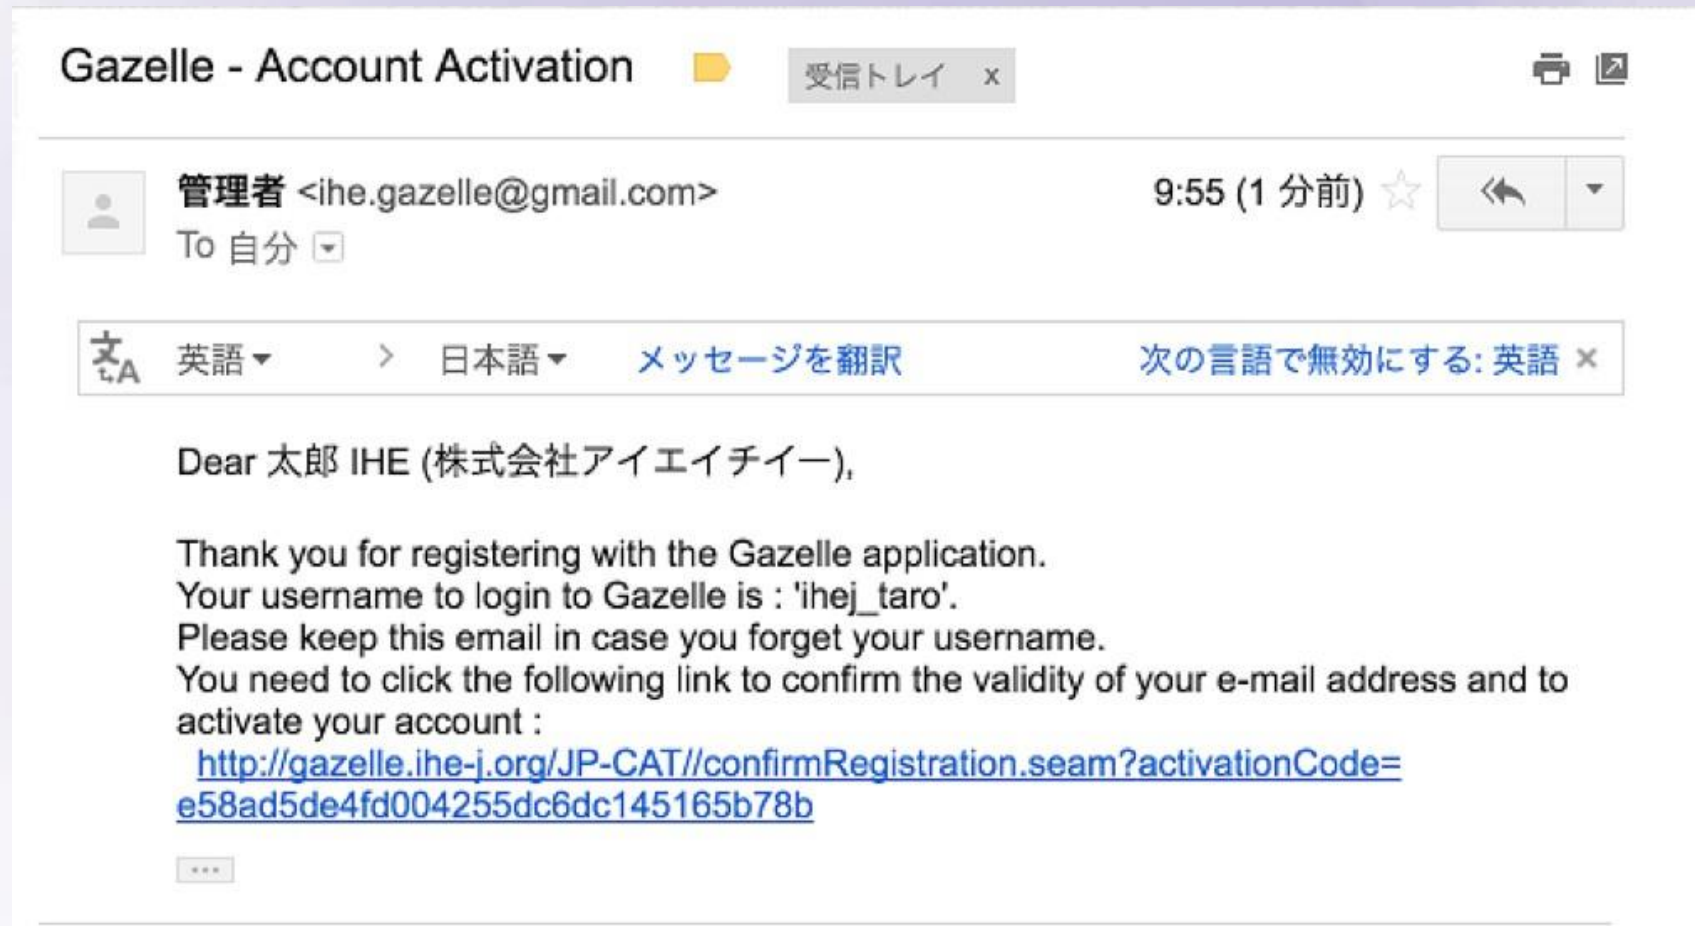 Gazelle - Account Activation
受信トレイ x
管理者 <ihe.gazelle@gmail.com>
9:55 (1 分前)
To 自分
文A 英語 > 日本語 メッセージを翻訳 次の言語で無効にする: 英語 ×
Dear 太郎 IHE (株式会社アイエイチイー),
Thank you for registering with the Gazelle application.
Your username to login to Gazelle is : 'ihej_taro'.
Please keep this email in case you forget your username.
You need to click the following link to confirm the validity of your e-mail address and to
activate your account :
http://gazelle.ihe-j.org/JP-CAT//confirmRegistration.seam?activationCode=
e58ad5de4fd004255dc6dc145165b78b